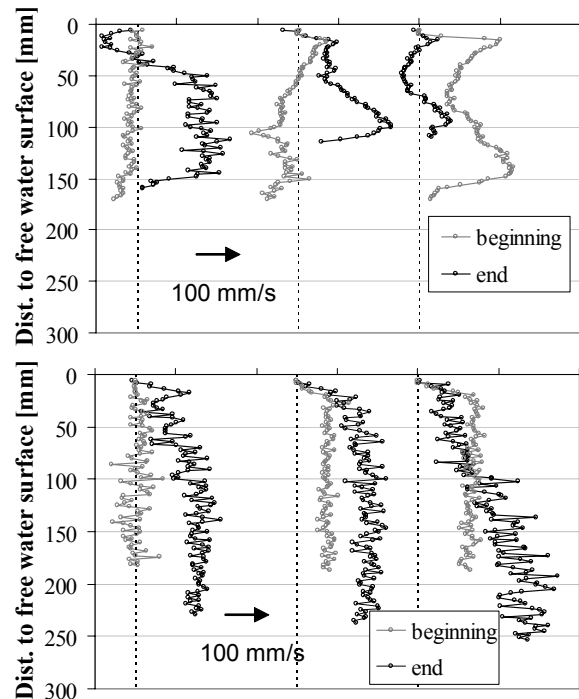 Dist. to free water surface [mm]
0
50
100
150
200
250
300
100 mm/s
beginning
end
Dist. to free water surface [mm]
0
50
100
150
200
250
300
100 mm/s
beginning
end